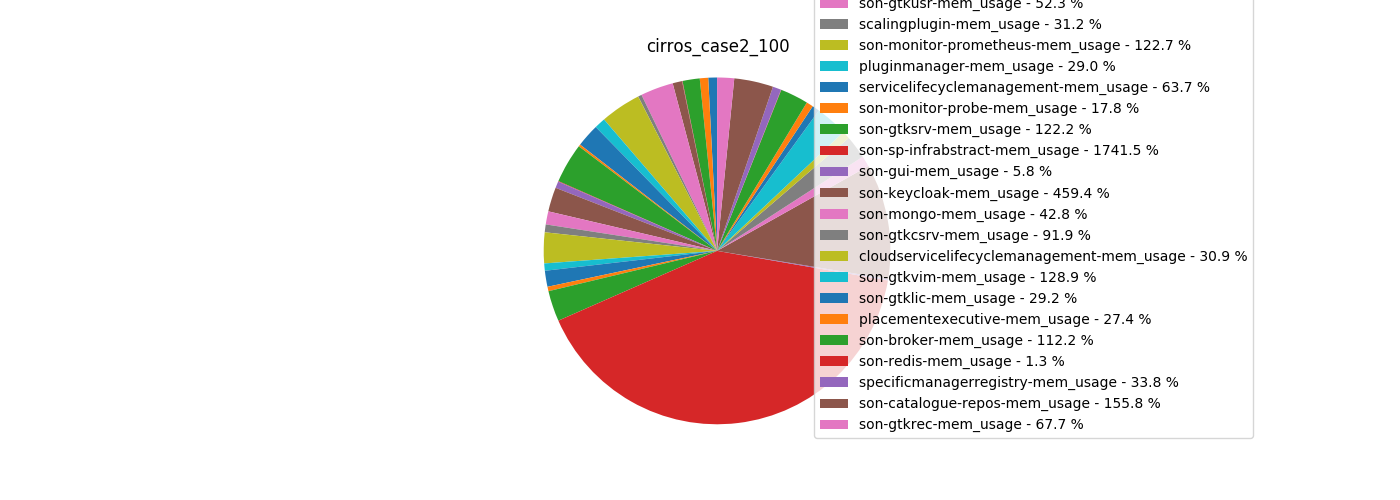 cirros_case2_100
son-gtkusr-mem_usage - 52.3 %
scalingplugin-mem_usage - 31.2 %
son-monitor-prometheus-mem_usage - 122.7 %
pluginmanager-mem_usage - 29.0 %
servicelifecyclemanagement-mem_usage - 63.7 %
son-monitor-probe-mem_usage - 17.8 %
son-gtksrv-mem_usage - 122.2 %
son-sp-infrabstract-mem_usage - 1741.5 %
son-gui-mem_usage - 5.8 %
son-keycloak-mem_usage - 459.4 %
son-mongo-mem_usage - 42.8 %
son-gtkcsrv-mem_usage - 91.9 %
cloudservicelifecyclemanagement-mem_usage - 30.9 %
son-gtkvim-mem_usage - 128.9 %
son-gtklic-mem_usage - 29.2 %
placementexecutive-mem_usage - 27.4 %
son-broker-mem_usage - 112.2 %
son-redis-mem_usage - 1.3 %
specificmanagerregistry-mem_usage - 33.8 %
son-catalogue-repos-mem_usage - 155.8 %
son-gtkrec-mem_usage - 67.7 %